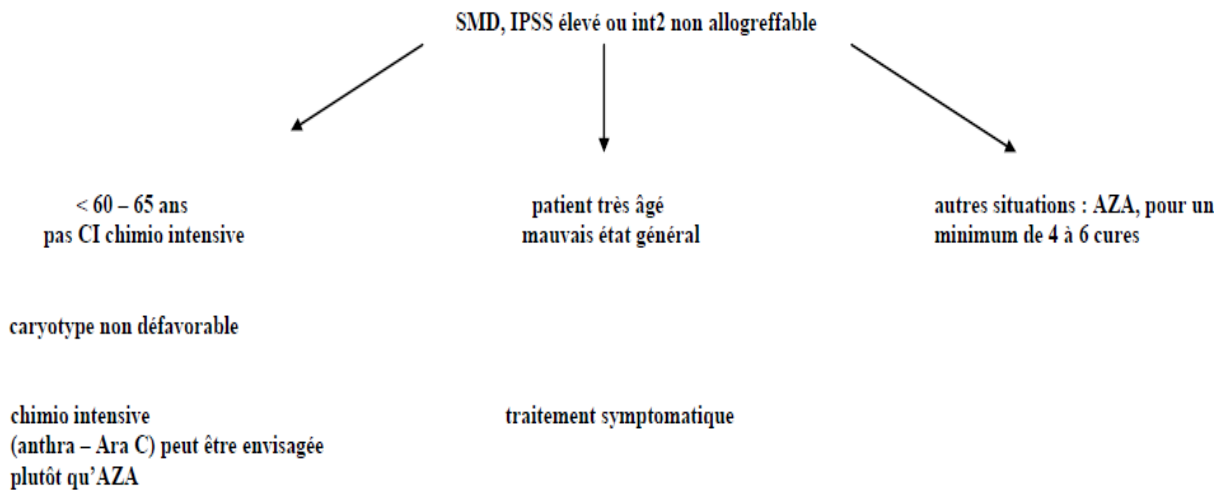 SMD, IPSS élevé ou int2 non allogreffable
< 60 – 65 ans
pas CI chimio intensive
caryotype non défavorable
chimio intensive
(anthra – Ara C) peut être envisagée
plutôt qu’AZA
patient très âgé
mauvais état général
traitement symptomatique
autres situations : AZA, pour un
minimum de 4 à 6 cures